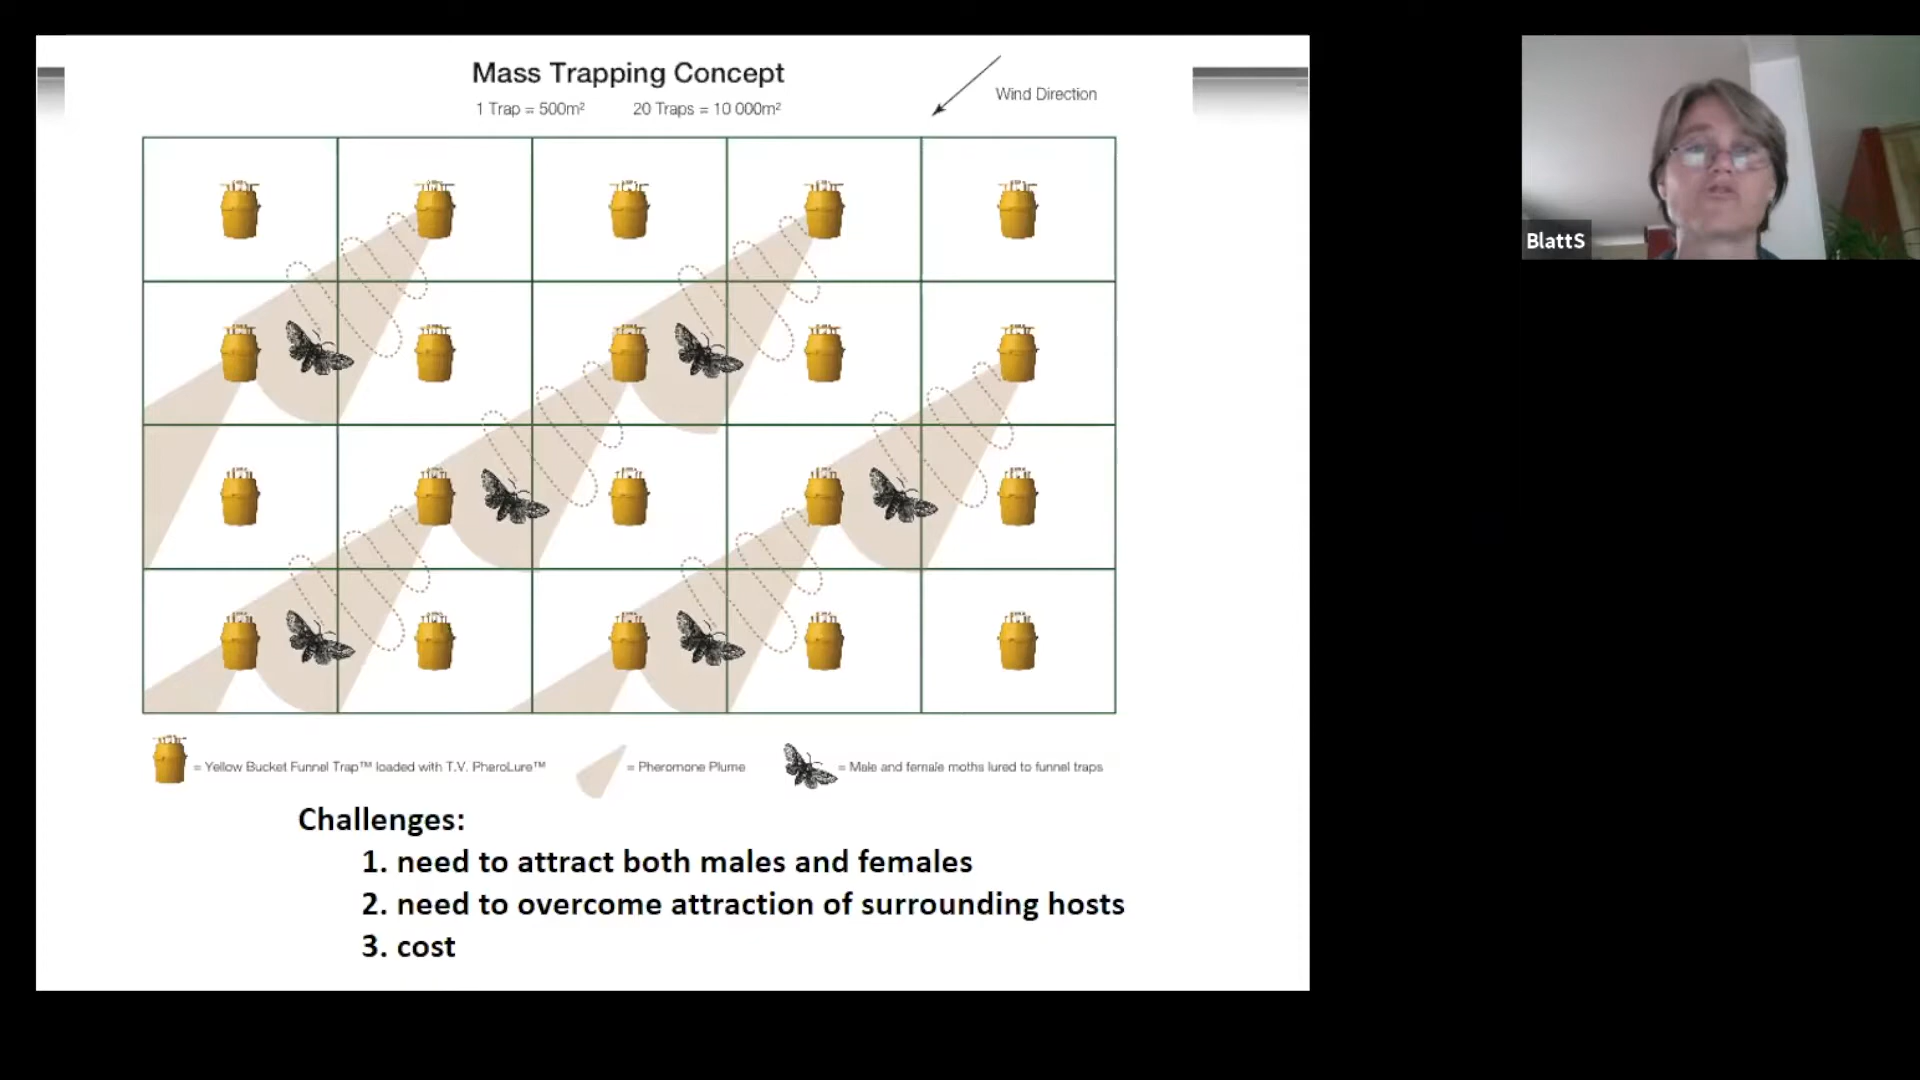 Mass Trapping Concept
1 Trap = 500m² 20 Traps = 10 000m²
Wind Direction
BlattS
= Yellow Bucket Funnel Trap™ loaded with T.V. PheroLure™
= Pheromone Plume
= Male and female moths lured to funnel traps
Challenges:
1. need to attract both males and females
2. need to overcome attraction of surrounding hosts
3. cost